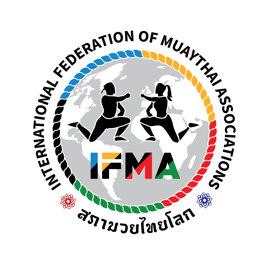 INTERNATIONAL FEDERATION OF MUAYTHAI ASSOCIATIONS
IFMA
สภามวยไทยโลก